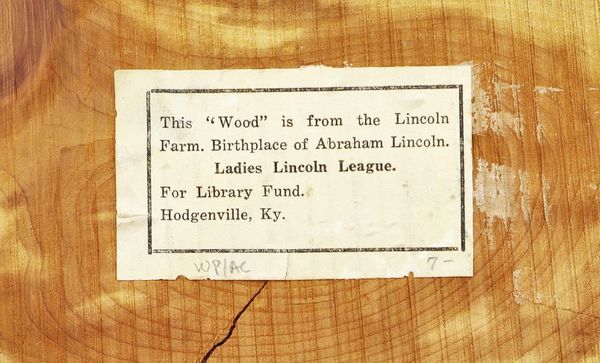 This "Wood" is from the Lincoln
Farm. Birthplace of Abraham Lincoln.
Ladies Lincoln League.
For Library Fund.
Hodgenville, Ky.
WP/AC 7-